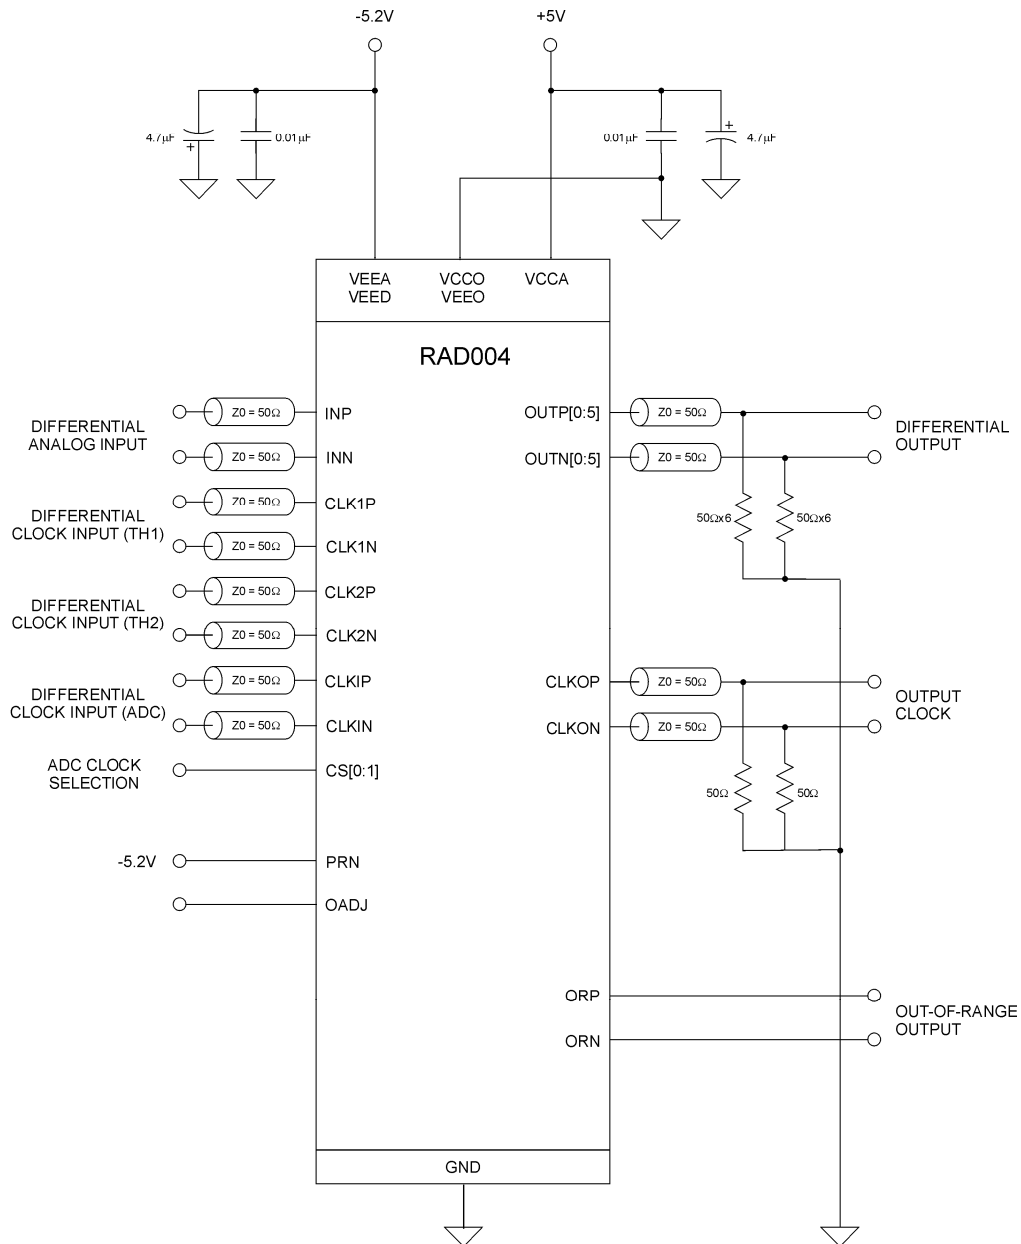 -5.2V
+5V
4.7µF
+
0.01µF
0.01µF
+
4.7µF
VEEA
VEED
VCCO
VEEO
VCCA
RAD004
DIFFERENTIAL
ANALOG INPUT
Z0 = 50Ω
INP
Z0 = 50Ω
INN
DIFFERENTIAL
CLOCK INPUT (TH1)
Z0 = 50Ω
CLK1P
Z0 = 50Ω
CLK1N
DIFFERENTIAL
CLOCK INPUT (TH2)
Z0 = 50Ω
CLK2P
Z0 = 50Ω
CLK2N
DIFFERENTIAL
CLOCK INPUT (ADC)
Z0 = 50Ω
CLKIP
Z0 = 50Ω
CLKIN
ADC CLOCK
SELECTION
CS[0:1]
-5.2V
PRN
OADJ
OUTP[0:5]
Z0 = 50Ω
OUTN[0:5]
Z0 = 50Ω
DIFFERENTIAL
OUTPUT
50Ωx6
50Ωx6
CLKOP
Z0 = 50Ω
CLKON
Z0 = 50Ω
OUTPUT
CLOCK
50Ω
50Ω
ORP
ORN
OUT-OF-RANGE
OUTPUT
GND